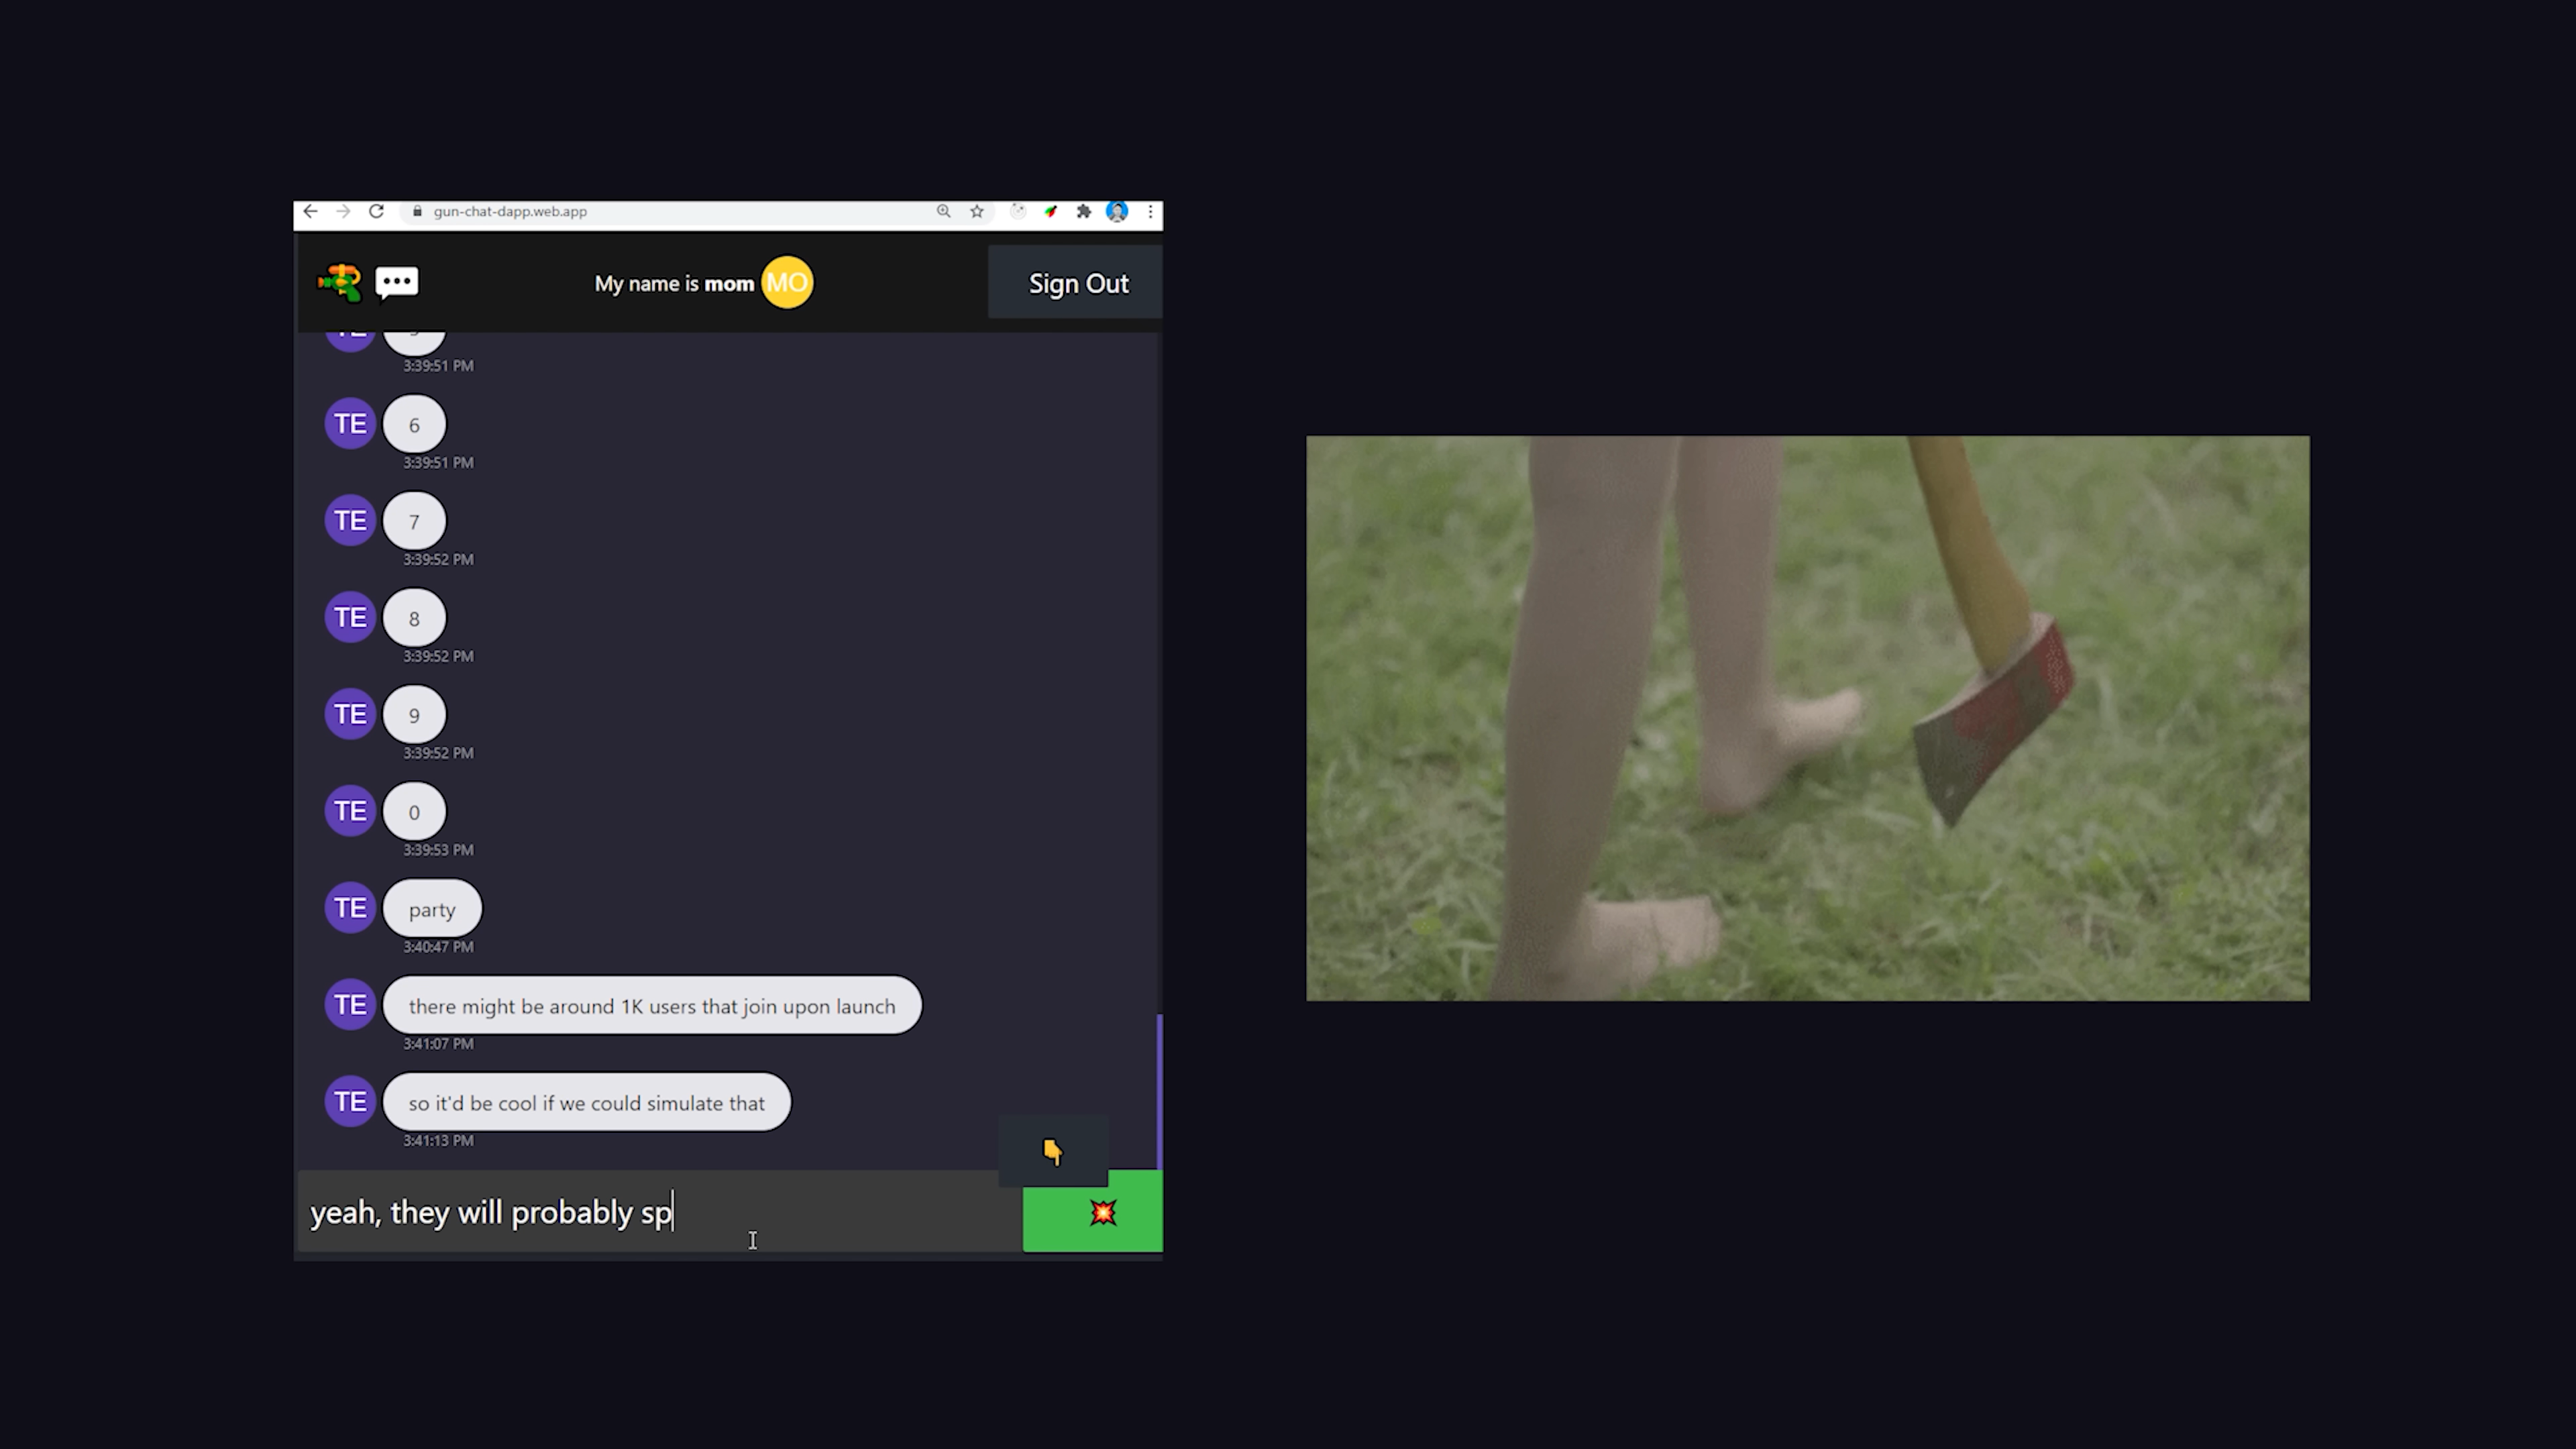 gun-chat-dapp.web.app
My name is mom MO
Sign Out
3:39:51 PM
TE 6
3:39:51 PM
TE 7
3:39:52 PM
TE 8
3:39:52 PM
TE 9
3:39:52 PM
TE 0
3:39:53 PM
TE party
3:40:47 PM
TE there might be around 1K users that join upon launch
3:41:07 PM
TE so it'd be cool if we could simulate that
3:41:13 PM
yeah, they will probably sp